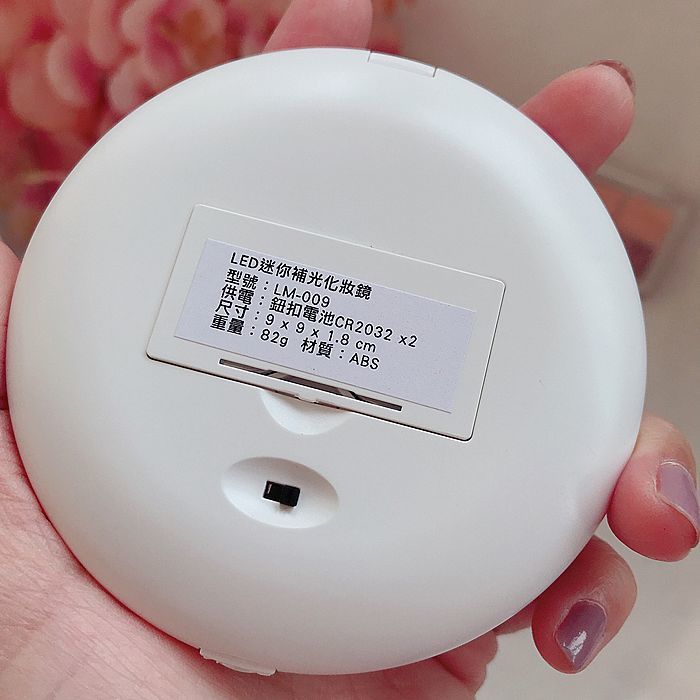 LED迷你補光化妝鏡
型號：LM-009
供電：鈕扣電池CR2032 x2
尺寸：9 x 9 x 1.8 cm
重量：82g 材質：ABS